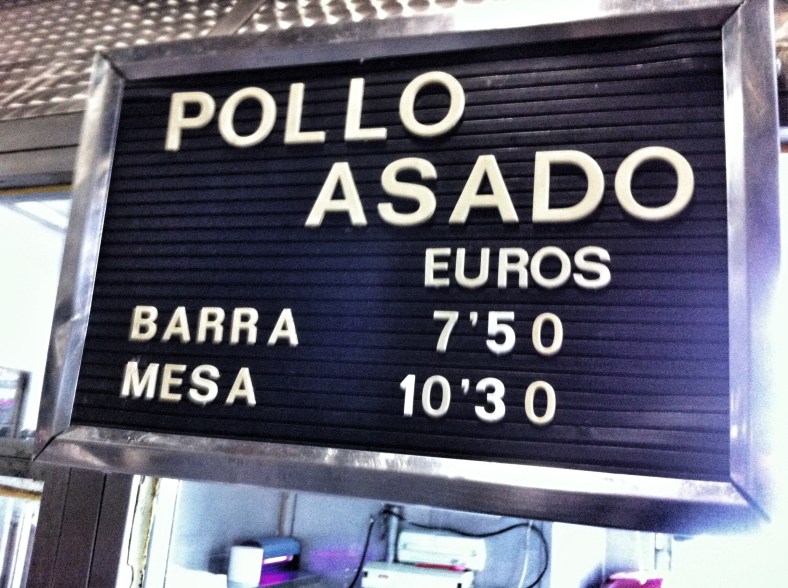 POLLO
ASADO
EUROS
BARRA 7'50
MESA 10'30